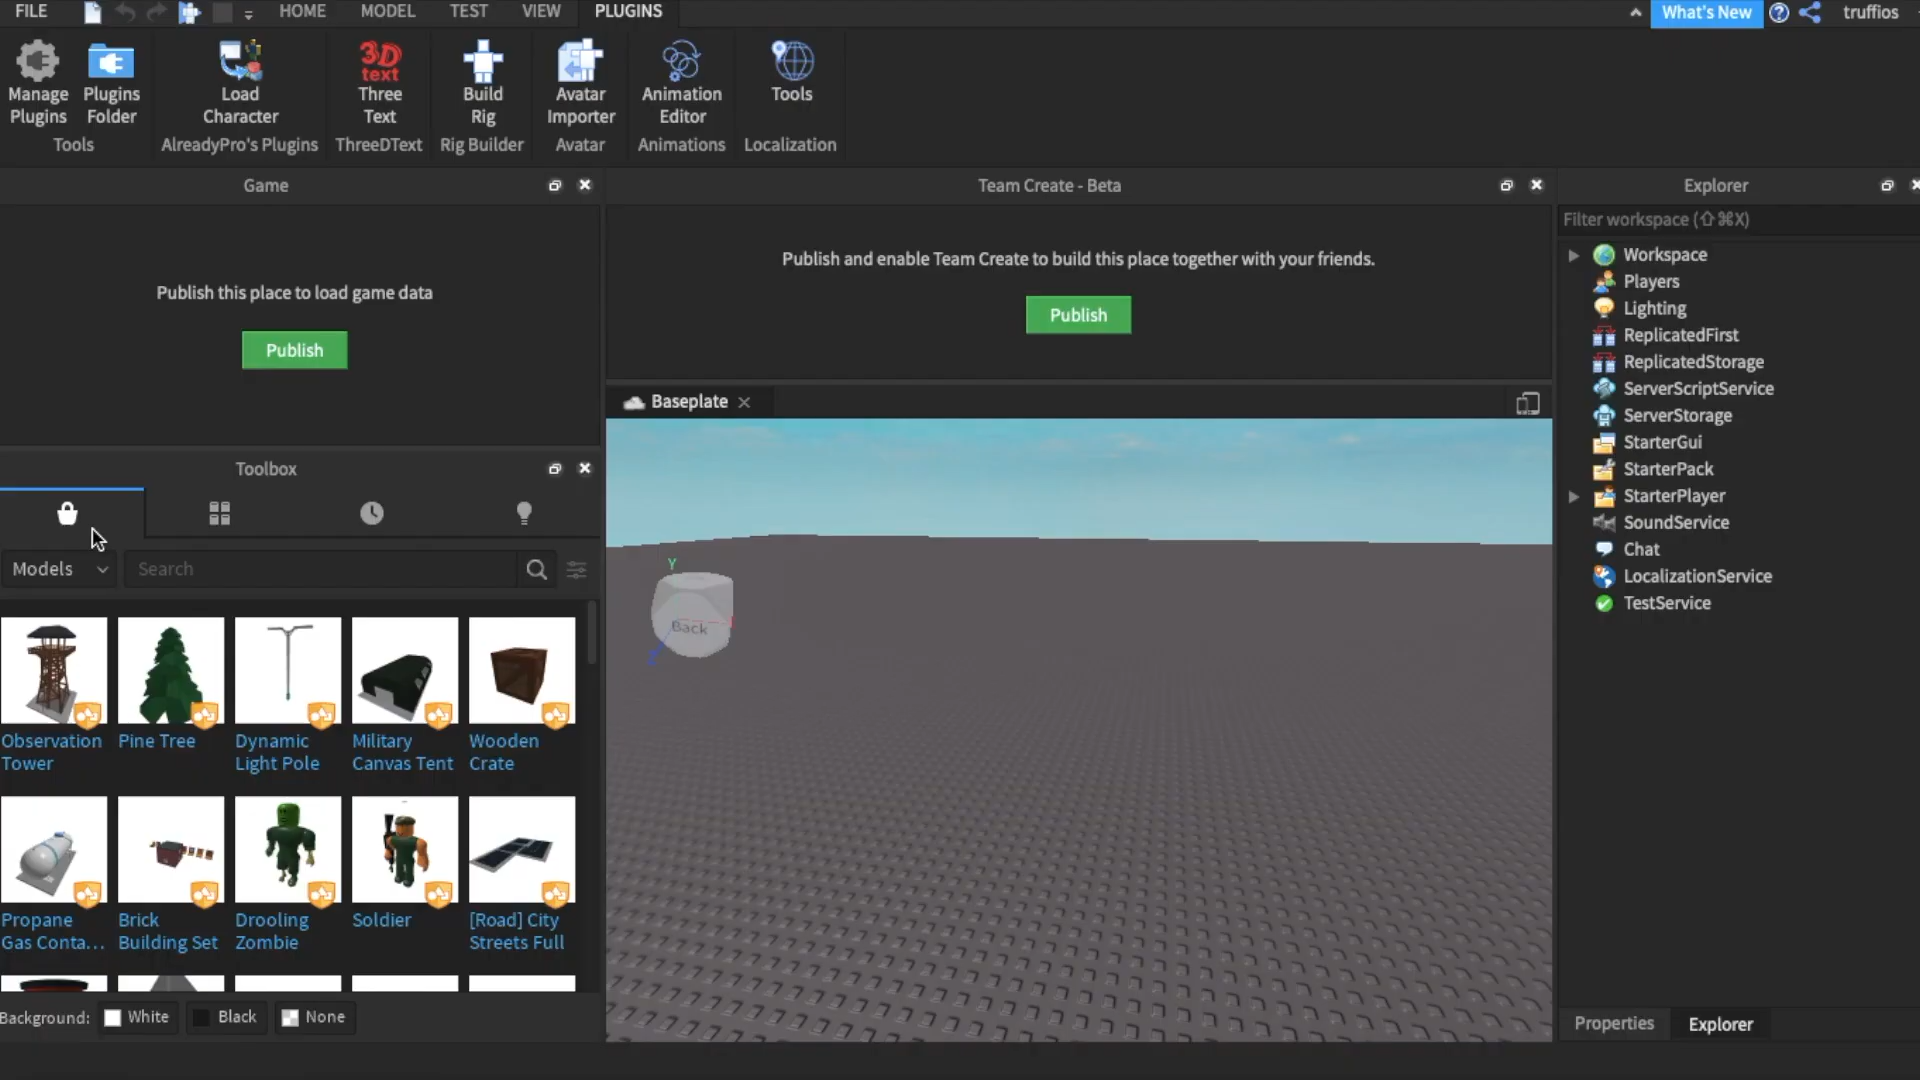 FILE
HOME
MODEL
TEST
VIEW
PLUGINS
What's New
truffios
Manage
Plugins
Plugins
Folder
Load
Character
3D
text
Three
Text
Build
Rig
Avatar
Importer
Animation
Editor
Tools
Tools
AlreadyPro's Plugins
ThreeDText
Rig Builder
Avatar
Animations
Localization
Game
Publish this place to load game data
Publish
Team Create - Beta
Publish and enable Team Create to build this place together with your friends.
Publish
Baseplate
Y
Back
Toolbox
Models
Search
Observation
Tower
Pine Tree
Dynamic
Light Pole
Military
Canvas Tent
Wooden
Crate
Propane
Gas Conta...
Brick
Building Set
Drooling
Zombie
Soldier
[Road] City
Streets Full
Background:
White
Black
None
Explorer
Filter workspace (⇧⌘X)
Workspace
Players
Lighting
ReplicatedFirst
ReplicatedStorage
ServerScriptService
ServerStorage
StarterGui
StarterPack
StarterPlayer
SoundService
Chat
LocalizationService
TestService
Properties
Explorer